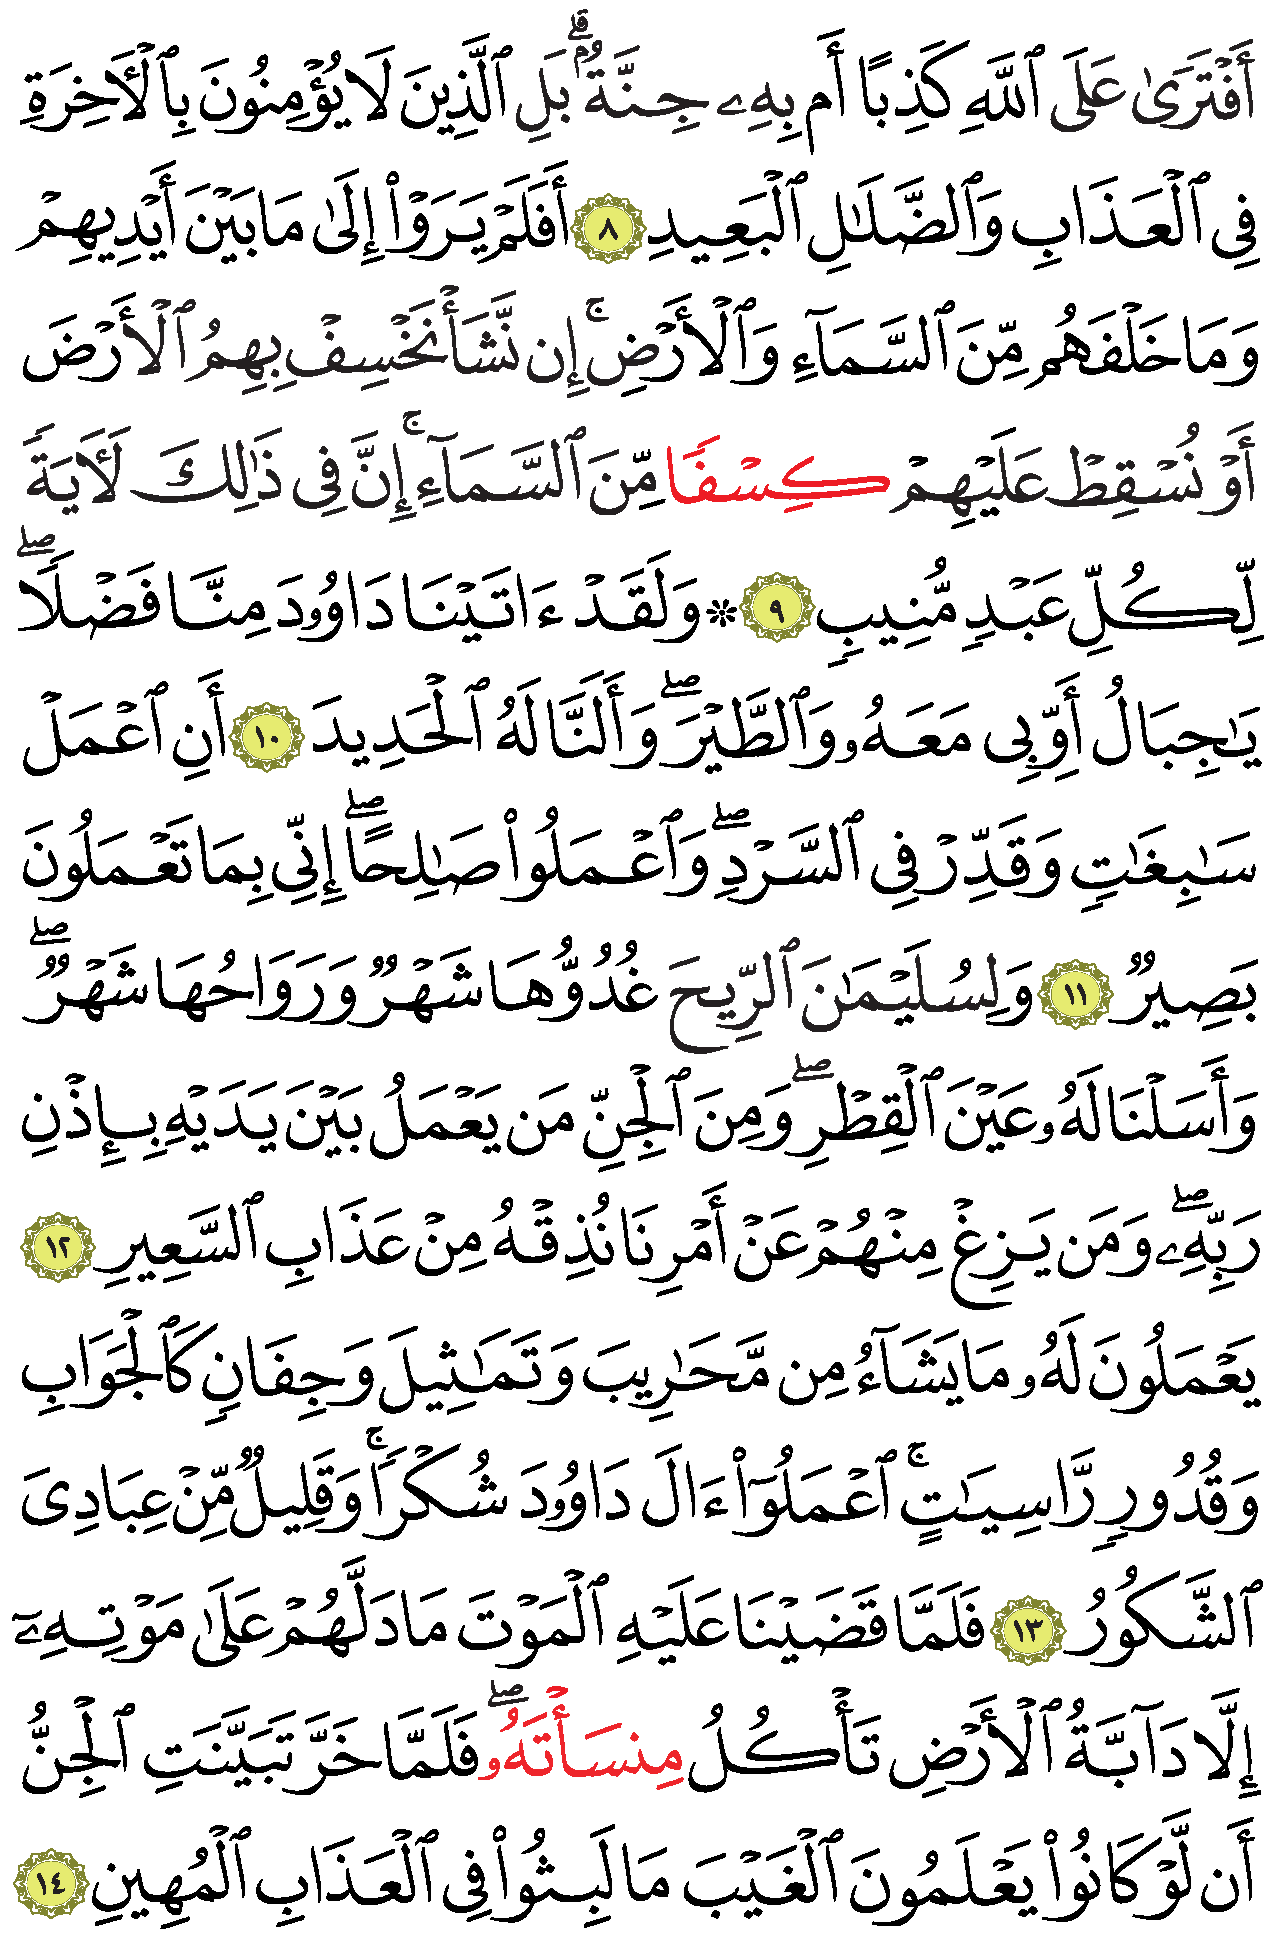 أَفۡتَرَىٰ عَلَى ٱللَّهِ كَذِبًا أَم بِهِۦ جِنَّةُۢۗ بَلِ ٱلَّذِينَ لَا يُؤۡمِنُونَ بِٱلۡأٓخِرَةِ
فِي ٱلۡعَذَابِ وَٱلضَّلَٰلِ ٱلۡبَعِيدِ ٨ أَفَلَمۡ يَرَوۡاْ إِلَىٰ مَا بَيۡنَ أَيۡدِيهِمۡ
وَمَا خَلۡفَهُم مِّنَ ٱلسَّمَآءِ وَٱلۡأَرۡضِۚ إِن نَّشَأۡ نَخۡسِفۡ بِهِمُ ٱلۡأَرۡضَ
أَوۡ نُسۡقِطۡ عَلَيۡهِمۡ كِسۡفٗا مِّنَ ٱلسَّمَآءِۚ إِنَّ فِي ذَٰلِكَ لَأٓيَةٗ
لِّكُلِّ عَبۡدٖ مُّنِيبٖ ٩ ۞ وَلَقَدۡ ءَاتَيۡنَا دَاوُۥدَ مِنَّا فَضۡلٗاۖ
يَٰجِبَالُ أَوِّبِي مَعَهُۥ وَٱلطَّيۡرَۖ وَأَلَنَّا لَهُ ٱلۡحَدِيدَ ١٠ أَنِ ٱعۡمَلۡ
سَٰبِغَٰتٖ وَقَدِّرۡ فِي ٱلسَّرۡدِۖ وَٱعۡمَلُواْ صَٰلِحًاۖ إِنِّي بِمَا تَعۡمَلُونَ
بَصِيرٞ ١١ وَلِسُلَيۡمَٰنَ ٱلرِّيحَ غُدُوُّهَا شَهۡرٞ وَرَوَاحُهَا شَهۡرٞۖ
وَأَسَلۡنَا لَهُۥ عَيۡنَ ٱلۡقِطۡرِۖ وَمِنَ ٱلۡجِنِّ مَن يَعۡمَلُ بَيۡنَ يَدَيۡهِ بِإِذۡنِ
رَبِّهِۦۖ وَمَن يَزِغۡ مِنۡهُمۡ عَنۡ أَمۡرِنَا نُذِقۡهُ مِنۡ عَذَابِ ٱلسَّعِيرِ ١٢
يَعۡمَلُونَ لَهُۥ مَا يَشَآءُ مِن مَّحَٰرِيبَ وَتَمَٰثِيلَ وَجِفَانٖ كَٱلۡجَوَابِ
وَقُدُورٖ رَّاسِيَٰتٍۚ ٱعۡمَلُوٓاْ ءَالَ دَاوُۥدَ شُكۡرٗاۚ وَقَلِيلٞ مِّنۡ عِبَادِيَ
ٱلشَّكُورُ ١٣ فَلَمَّا قَضَيۡنَا عَلَيۡهِ ٱلۡمَوۡتَ مَا دَلَّهُمۡ عَلَىٰ مَوۡتِهِۦٓ
إِلَّا دَآبَّةُ ٱلۡأَرۡضِ تَأۡكُلُ مِنسَأۡتَهُۥۖ فَلَمَّا خَرَّ تَبَيَّنَتِ ٱلۡجِنُّ
أَن لَّوۡ كَانُواْ يَعۡلَمُونَ ٱلۡغَيۡبَ مَا لَبِثُواْ فِي ٱلۡعَذَابِ ٱلۡمُهِينِ ١٤